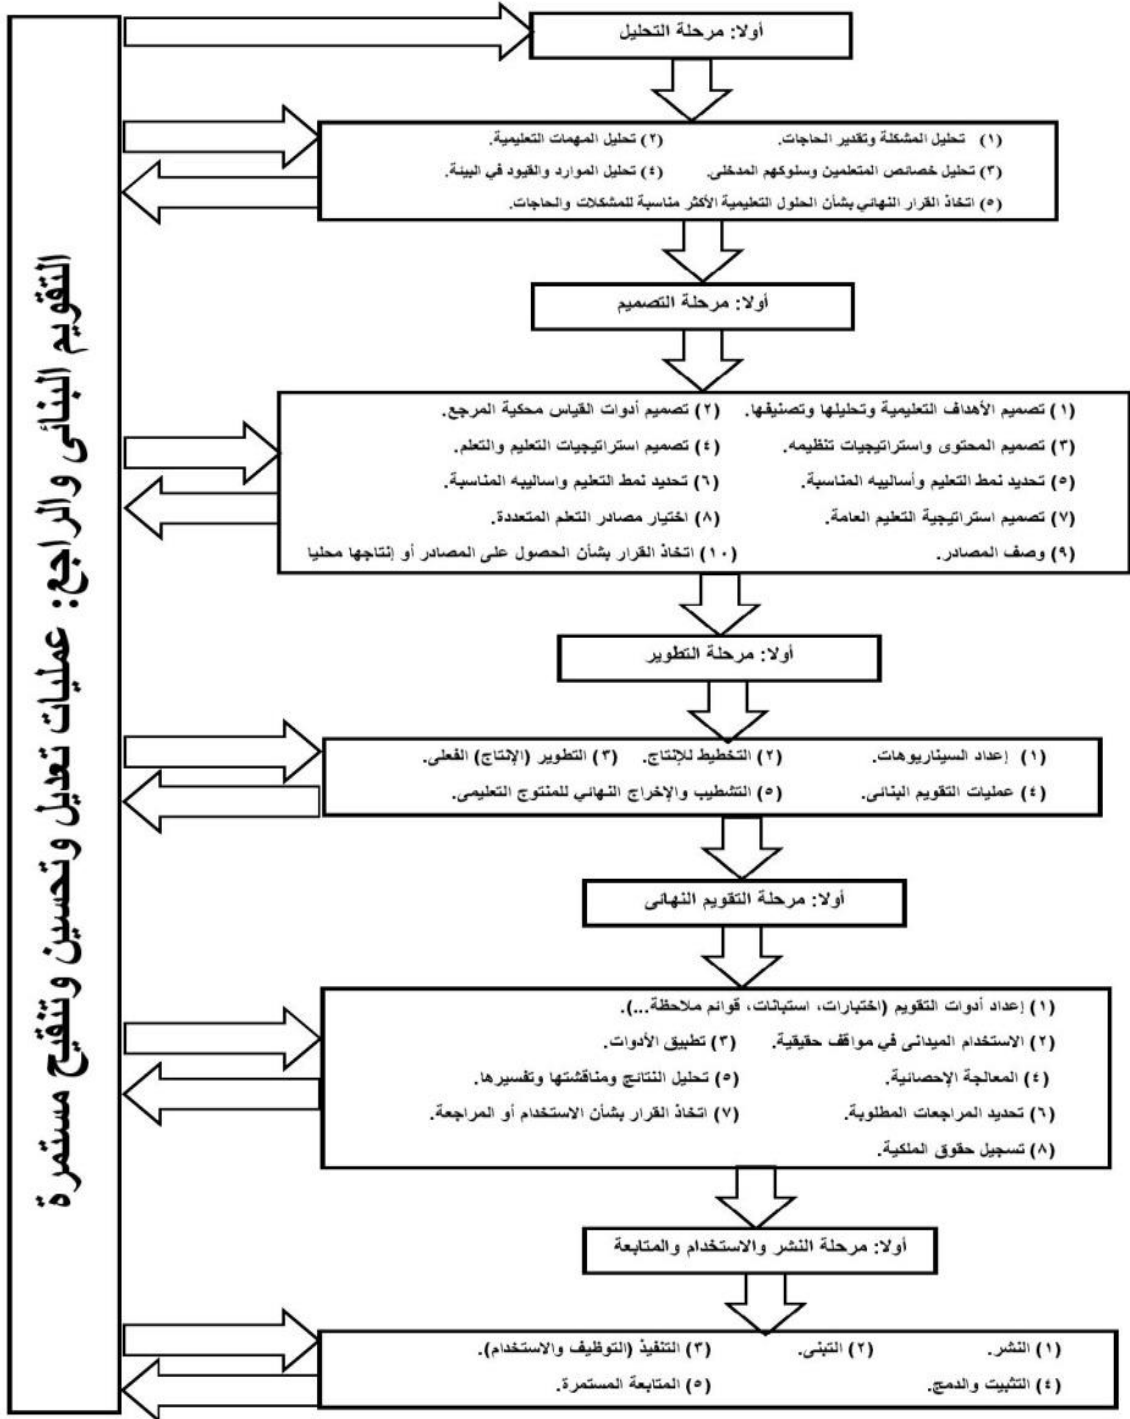 أولا: مرحلة التحليل
(١) تحليل المشكلة وتقدير الحاجات. (٢) تحليل المهمات التعليمية.
(٣) تحليل خصائص المتعلمين وسلوكهم المدخلى. (٤) تحليل الموارد والقيود في البيئة.
(٥) اتخاذ القرار النهائي بشأن الحلول التعليمية الأكثر مناسبة للمشكلات والحاجات.
أولا: مرحلة التصميم
(١) تصميم الأهداف التعليمية وتحليلها وتصنيفها. (٢) تصميم أدوات القياس محكية المرجع.
(٣) تصميم المحتوى واستراتيجيات تنظيمه. (٤) تصميم استراتيجيات التعليم والتعلم.
(٥) تحديد نمط التعليم وأساليبه المناسبة. (٦) تحديد نمط التعليم واساليبه المناسبة.
(٧) تصميم استراتيجية التعليم العامة. (٨) اختيار مصادر التعلم المتعددة.
(٩) وصف المصادر. (١٠) اتخاذ القرار بشأن الحصول على المصادر أو إنتاجها محليا
أولا: مرحلة التطوير
(١) إعداد السيناريوهات. (٢) التخطيط للإنتاج. (٣) التطوير (الإنتاج) الفعلى.
(٤) عمليات التقويم البنائى. (٥) التشطيب والإخراج النهائي للمنتوج التعليمى.
أولا: مرحلة التقويم النهائى
(١) إعداد أدوات التقويم (اختبارات، استبانات، قوائم ملاحظة...).
(٢) الاستخدام الميدانى في مواقف حقيقية. (٣) تطبيق الأدوات.
(٤) المعالجة الإحصائية. (٥) تحليل النتائج ومناقشتها وتفسيرها.
(٦) تحديد المراجعات المطلوبة. (٧) اتخاذ القرار بشأن الاستخدام أو المراجعة.
(٨) تسجيل حقوق الملكية.
أولا: مرحلة النشر والاستخدام والمتابعة
(١) النشر. (٢) التبنى. (٣) التنفيذ (التوظيف والاستخدام).
(٤) التثبيت والدمج. (٥) المتابعة المستمرة.
التقويم البنائى والراجع: عمليات تعديل وتحسين وتنقيح مستمرة